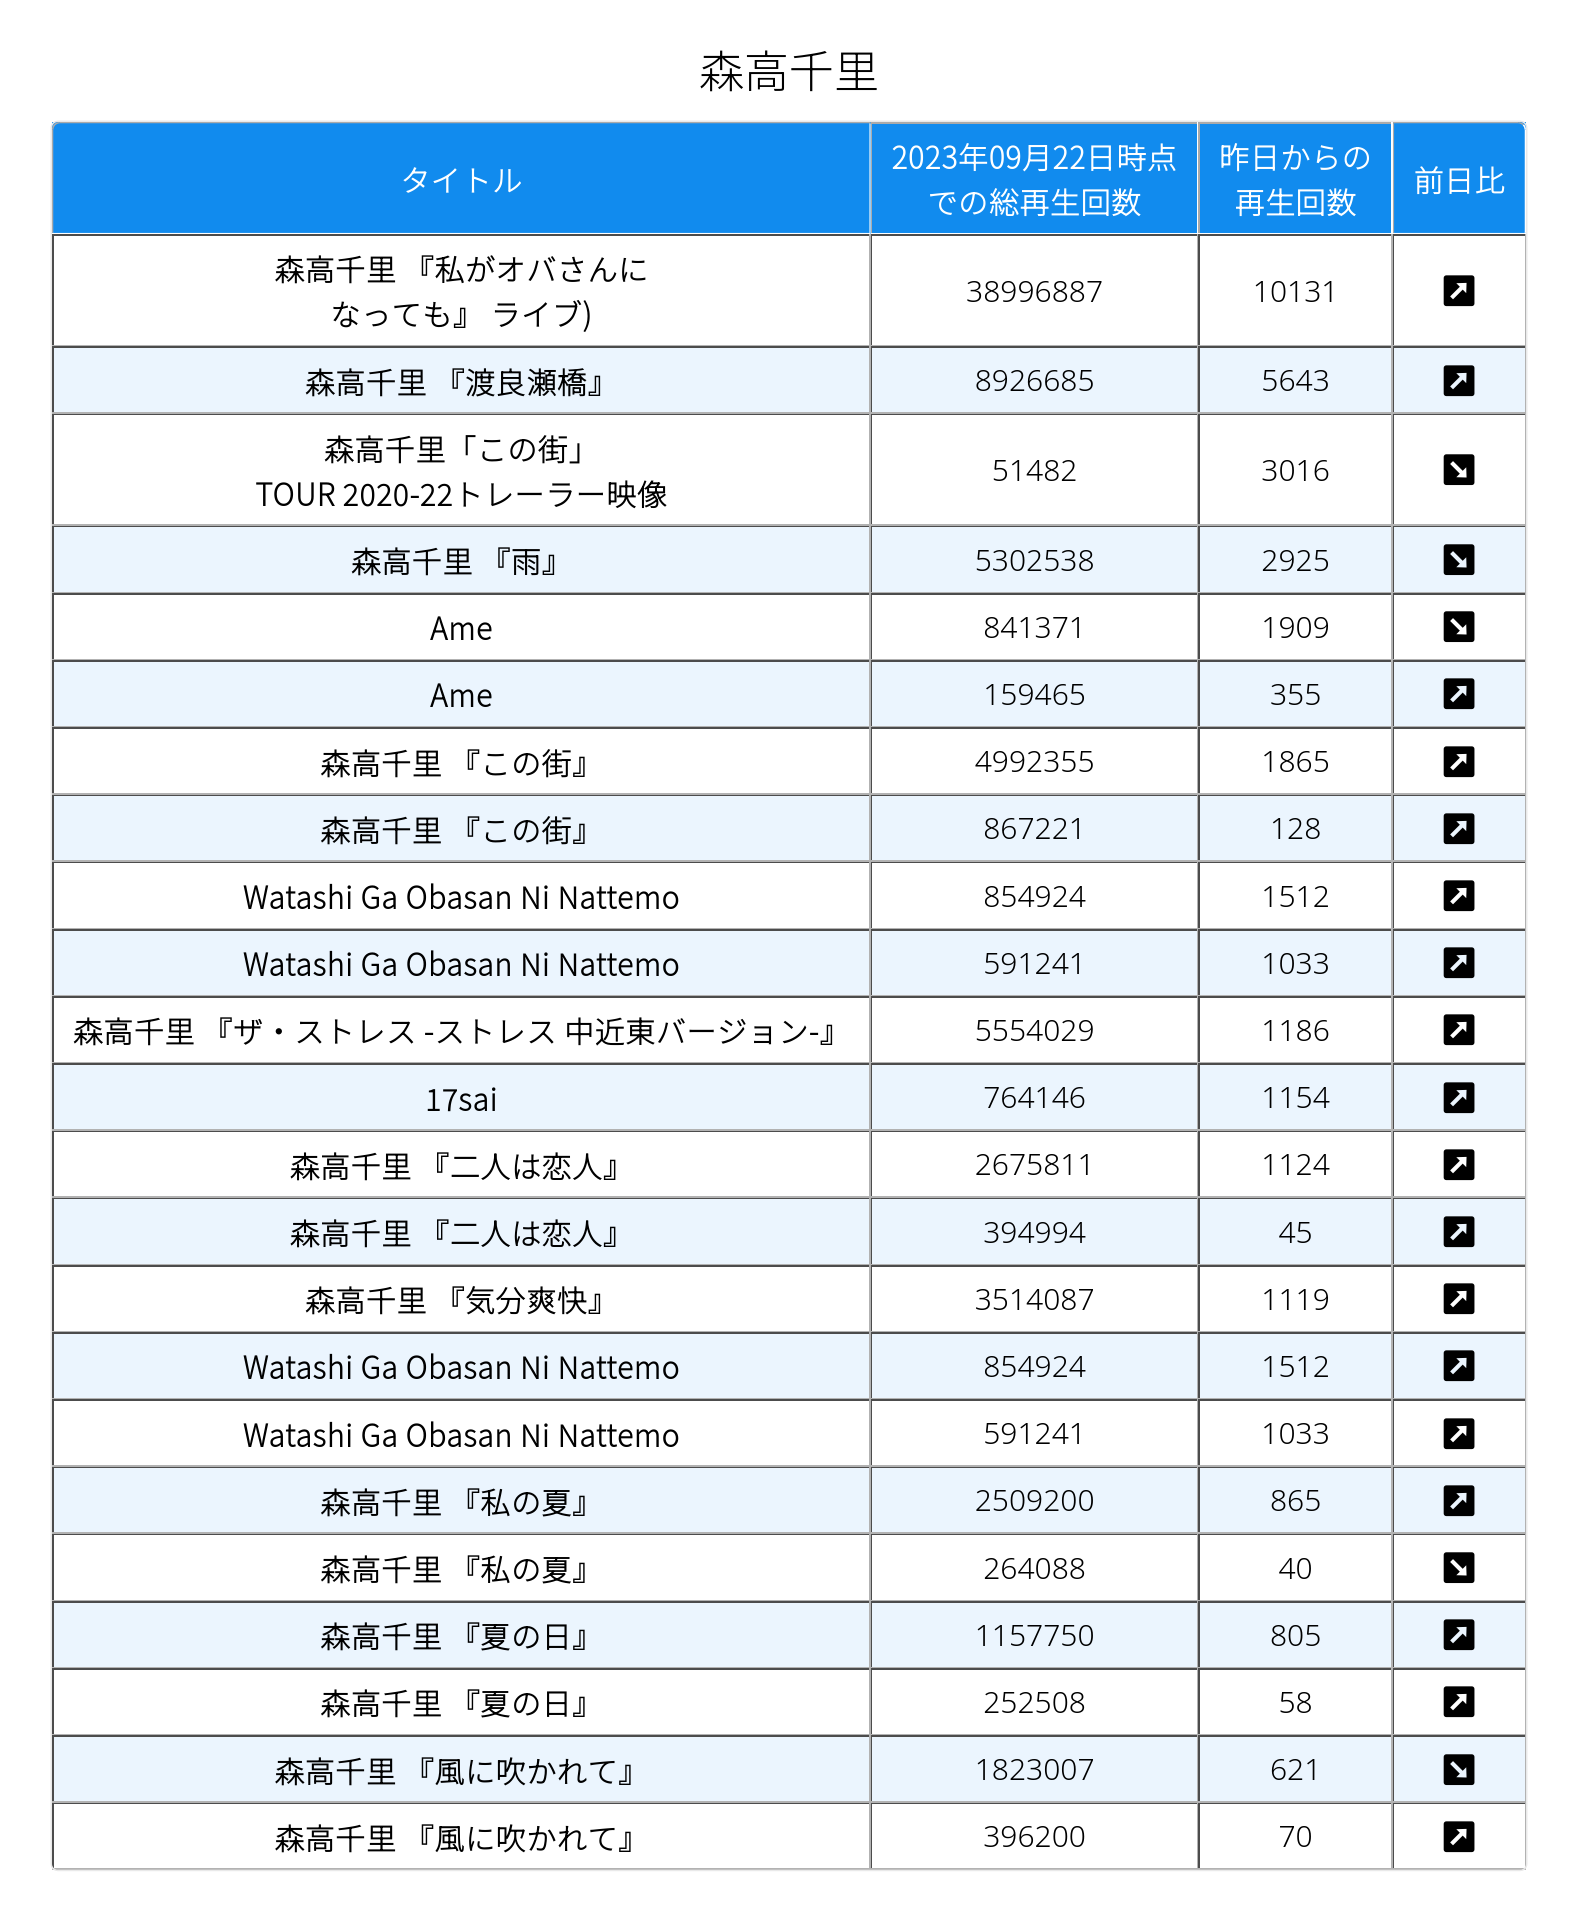 森高千里
タイトル
2023年09月22日時点
での総再生回数
昨日からの
再生回数
前日比
森高千里 『私がオバさんに
なっても』 ライブ)
38996887
10131
森高千里 『渡良瀬橋』
8926685
5643
森高千里「この街」
TOUR 2020-22トレーラー映像
51482
3016
森高千里 『雨』
5302538
2925
Ame
841371
1909
Ame
159465
355
森高千里 『この街』
4992355
1865
森高千里 『この街』
867221
128
Watashi Ga Obasan Ni Nattemo
854924
1512
Watashi Ga Obasan Ni Nattemo
591241
1033
森高千里 『ザ・ストレス -ストレス 中近東バージョン-』
5554029
1186
17sai
764146
1154
森高千里 『二人は恋人』
2675811
1124
森高千里 『二人は恋人』
394994
45
森高千里 『気分爽快』
3514087
1119
Watashi Ga Obasan Ni Nattemo
854924
1512
Watashi Ga Obasan Ni Nattemo
591241
1033
森高千里 『私の夏』
2509200
865
森高千里 『私の夏』
264088
40
森高千里 『夏の日』
1157750
805
森高千里 『夏の日』
252508
58
森高千里 『風に吹かれて』
1823007
621
森高千里 『風に吹かれて』
396200
70